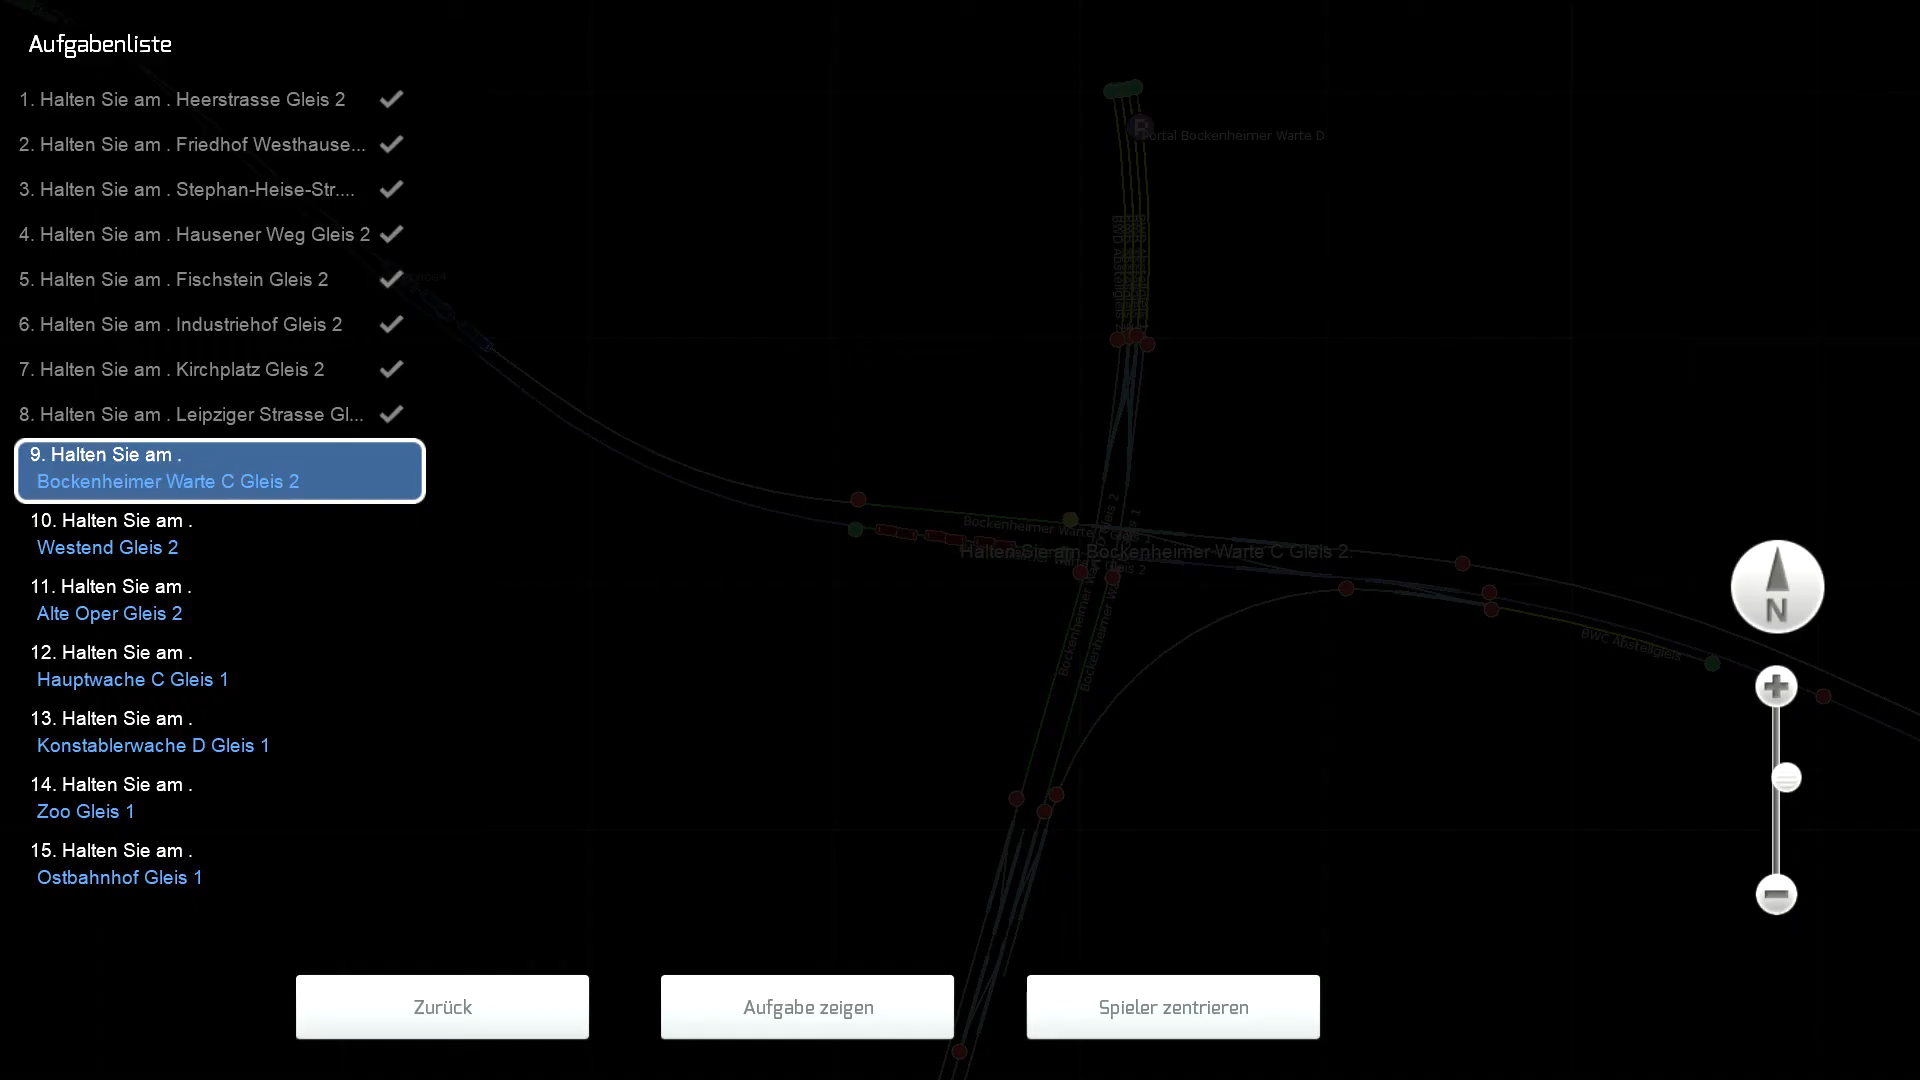 Aufgabenliste
1. Halten Sie am . Heerstrasse Gleis 2
2. Halten Sie am . Friedhof Westhause...
3. Halten Sie am . Stephan-Heise-Str....
4. Halten Sie am . Hausener Weg Gleis 2
5. Halten Sie am . Fischstein Gleis 2
6. Halten Sie am . Industriehof Gleis 2
7. Halten Sie am . Kirchplatz Gleis 2
8. Halten Sie am . Leipziger Strasse Gl...
9. Halten Sie am .
Bockenheimer Warte C Gleis 2
10. Halten Sie am .
Westend Gleis 2
11. Halten Sie am .
Alte Oper Gleis 2
12. Halten Sie am .
Hauptwache C Gleis 1
13. Halten Sie am .
Konstablerwache D Gleis 1
14. Halten Sie am .
Zoo Gleis 1
15. Halten Sie am .
Ostbahnhof Gleis 1
Portal Bockenheimer Warte D
Halten Sie am Bockenheimer Warte C Gleis 2.
BWC Abstellgleis
N
Zurück
Aufgabe zeigen
Spieler zentrieren